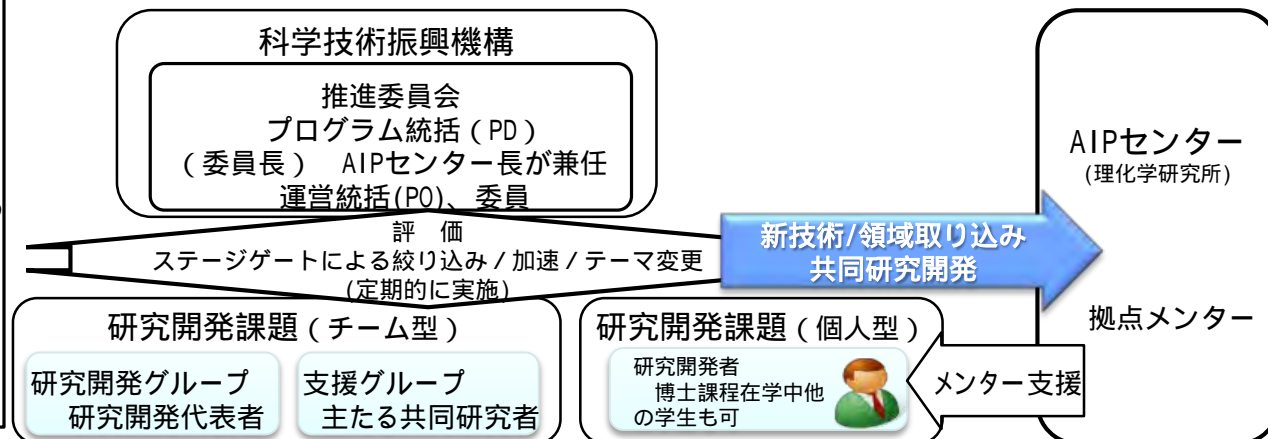 科学技術振興機構
推進委員会
プログラム統括(PD)
(委員長) AIPセンター長が兼任
運営統括(PO)、委員
評 価
ステージゲートによる絞り込み/加速/テーマ変更
(定期的に実施)
新技術/領域取り込み
共同研究開発
AIPセンター
(理化学研究所)
拠点メンター
研究開発課題(チーム型)
研究開発グループ
研究開発代表者
支援グループ
主たる共同研究者
研究開発課題(個人型)
研究開発者
博士課程在学中他
の学生も可
メンター支援